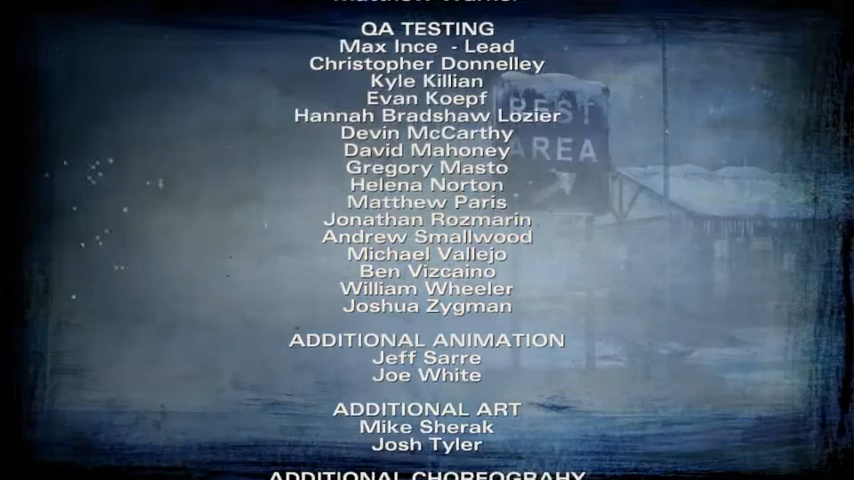 Matthew Warner
QA TESTING
Max Ince - Lead
Christopher Donnelley
Kyle Killian
Evan Koepf
Hannah Bradshaw Lozier
Devin McCarthy
David Mahoney
Gregory Masto
Helena Norton
Matthew Paris
Jonathan Rozmarin
Andrew Smallwood
Michael Vallejo
Ben Vizcaino
William Wheeler
Joshua Zygman
ADDITIONAL ANIMATION
Jeff Sarre
Joe White
ADDITIONAL ART
Mike Sherak
Josh Tyler
ADDITIONAL CHOREOGRAHY
REST
AREA